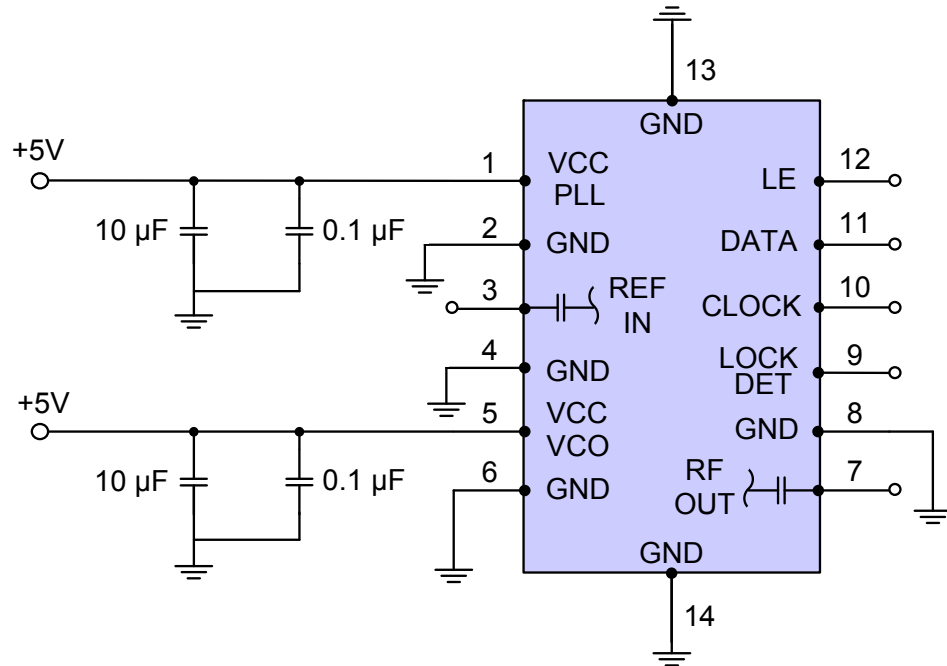 13
GND
+5V
1
VCC
PLL
12
LE
10 µF
0.1 µF
2
GND
11
DATA
3
REF
IN
10
CLOCK
4
GND
9
LOCK
DET
+5V
5
VCC
VCO
8
GND
10 µF
0.1 µF
6
GND
7
RF
OUT
GND
14